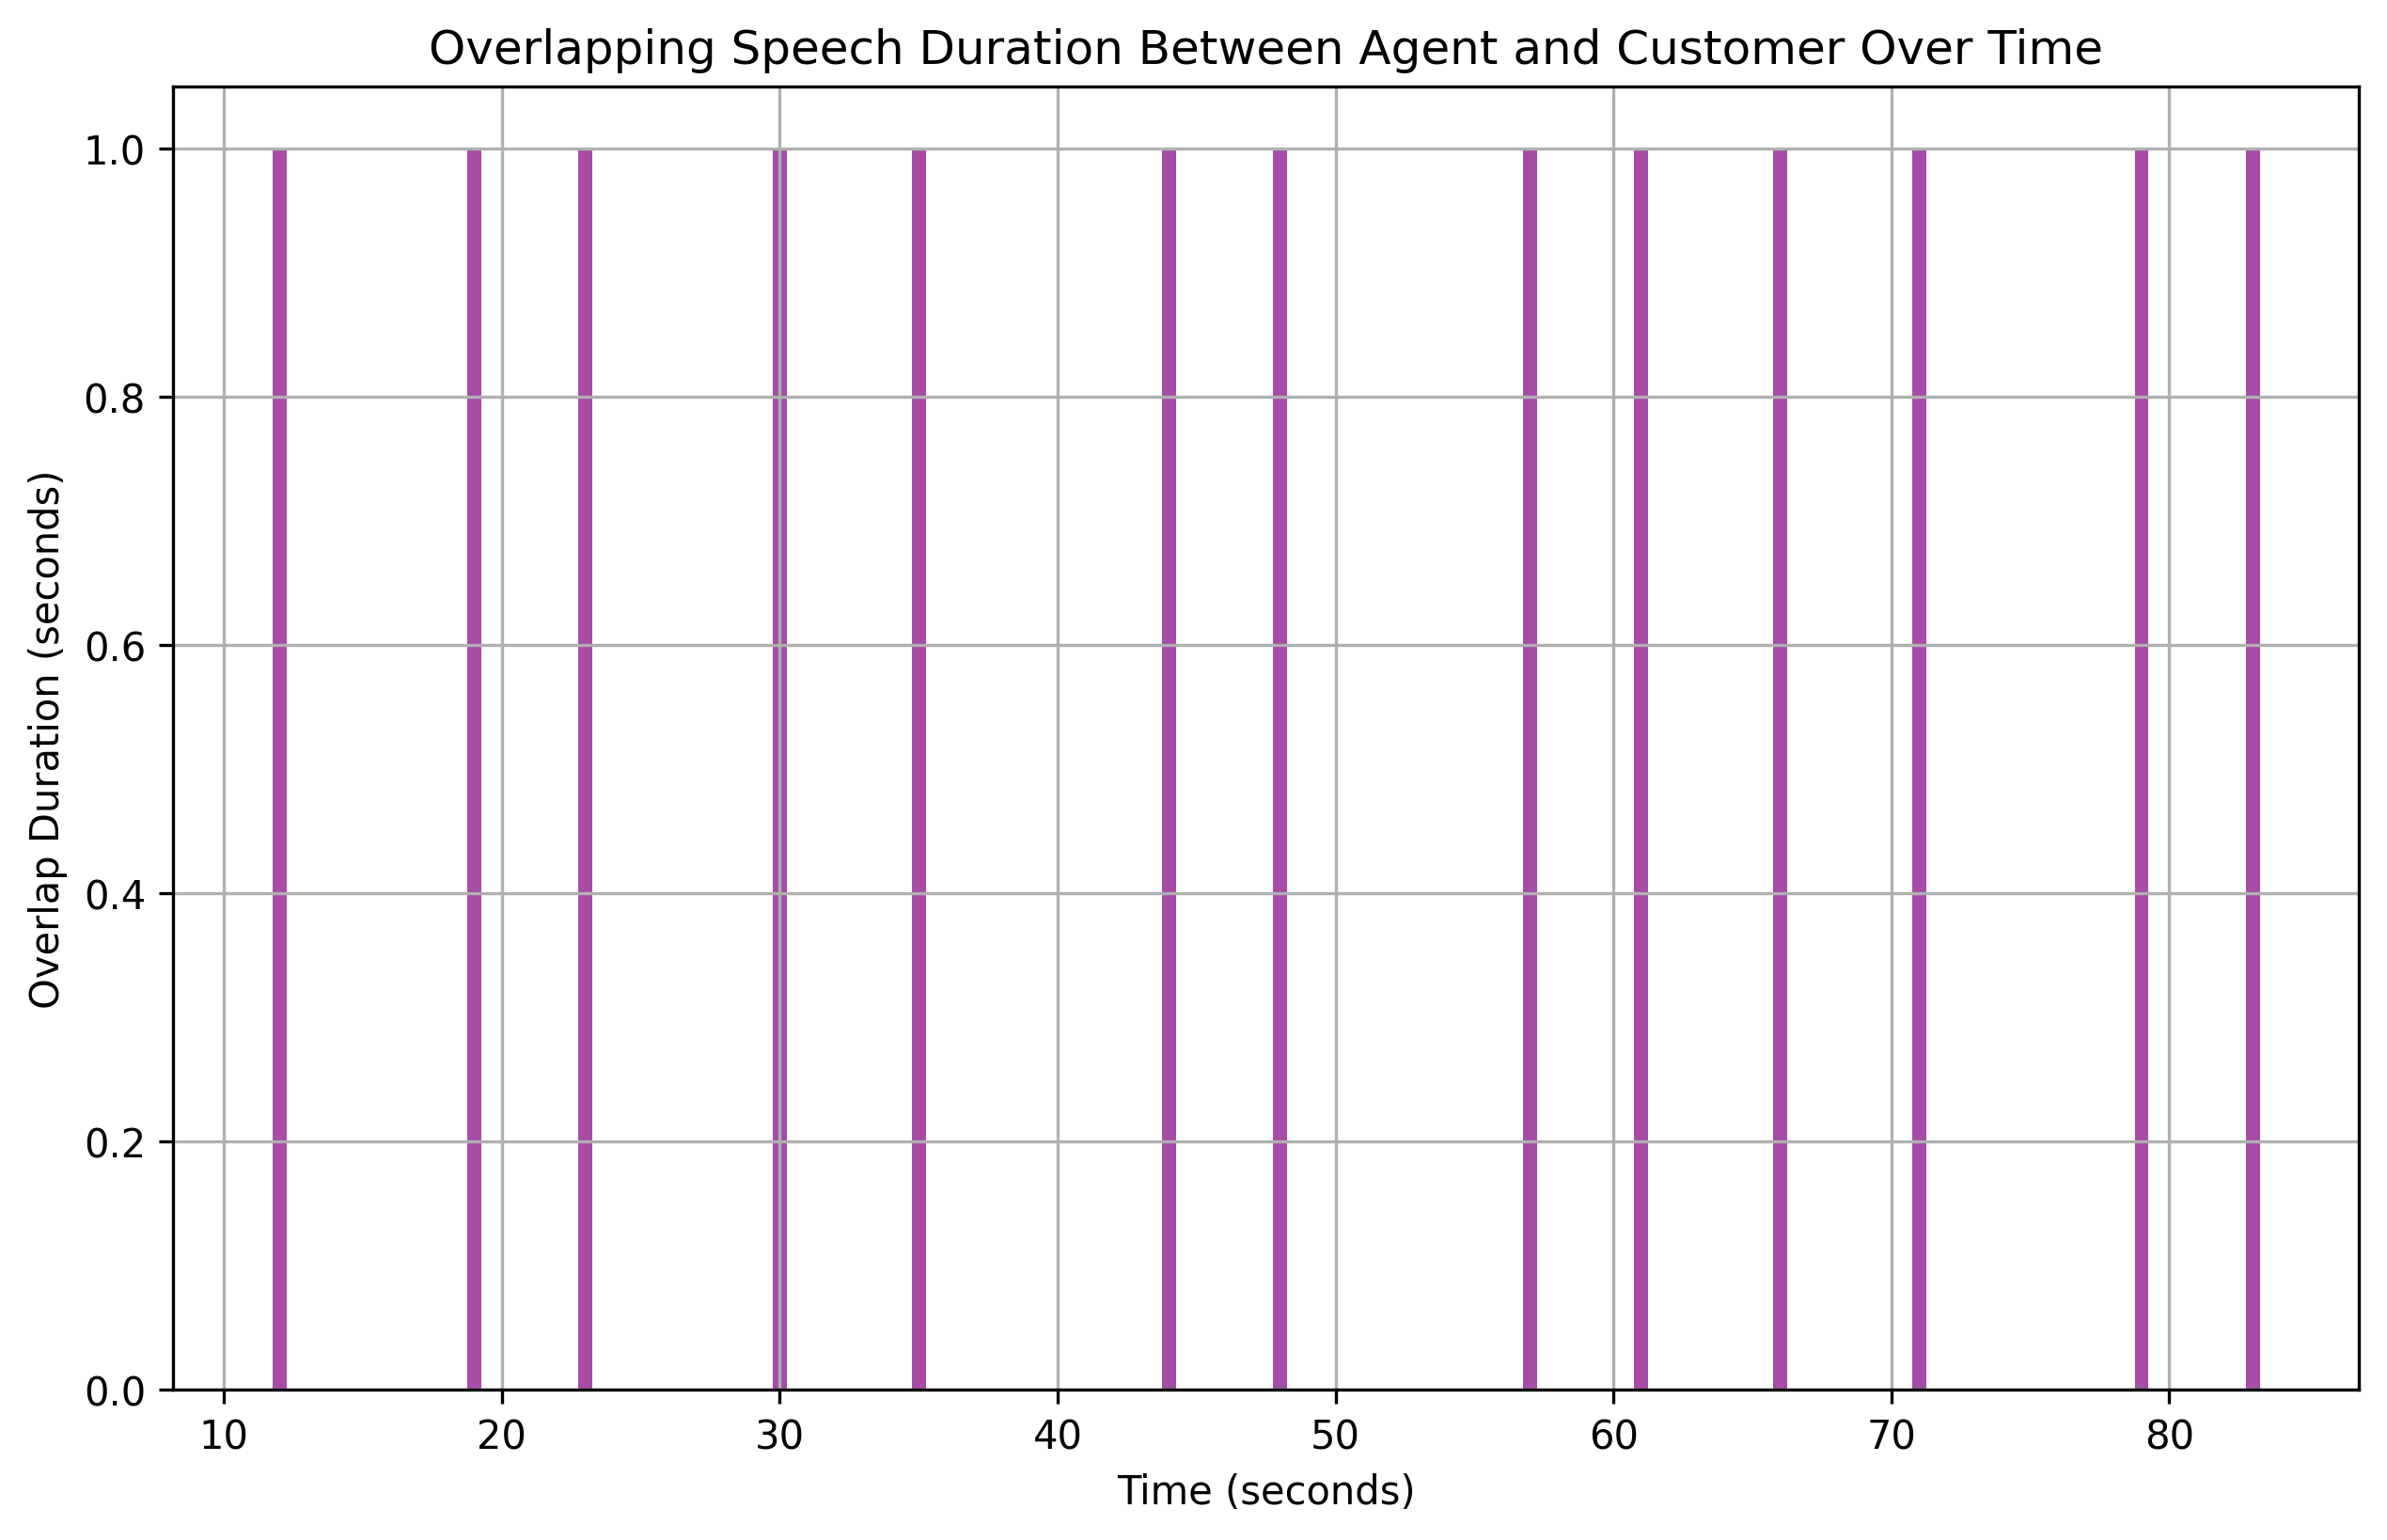 Overlapping Speech Duration Between Agent and Customer Over Time
Overlap Duration (seconds)
1.0
0.8
0.6
0.4
0.2
0.0
10 20 30 40 50 60 70 80
Time (seconds)